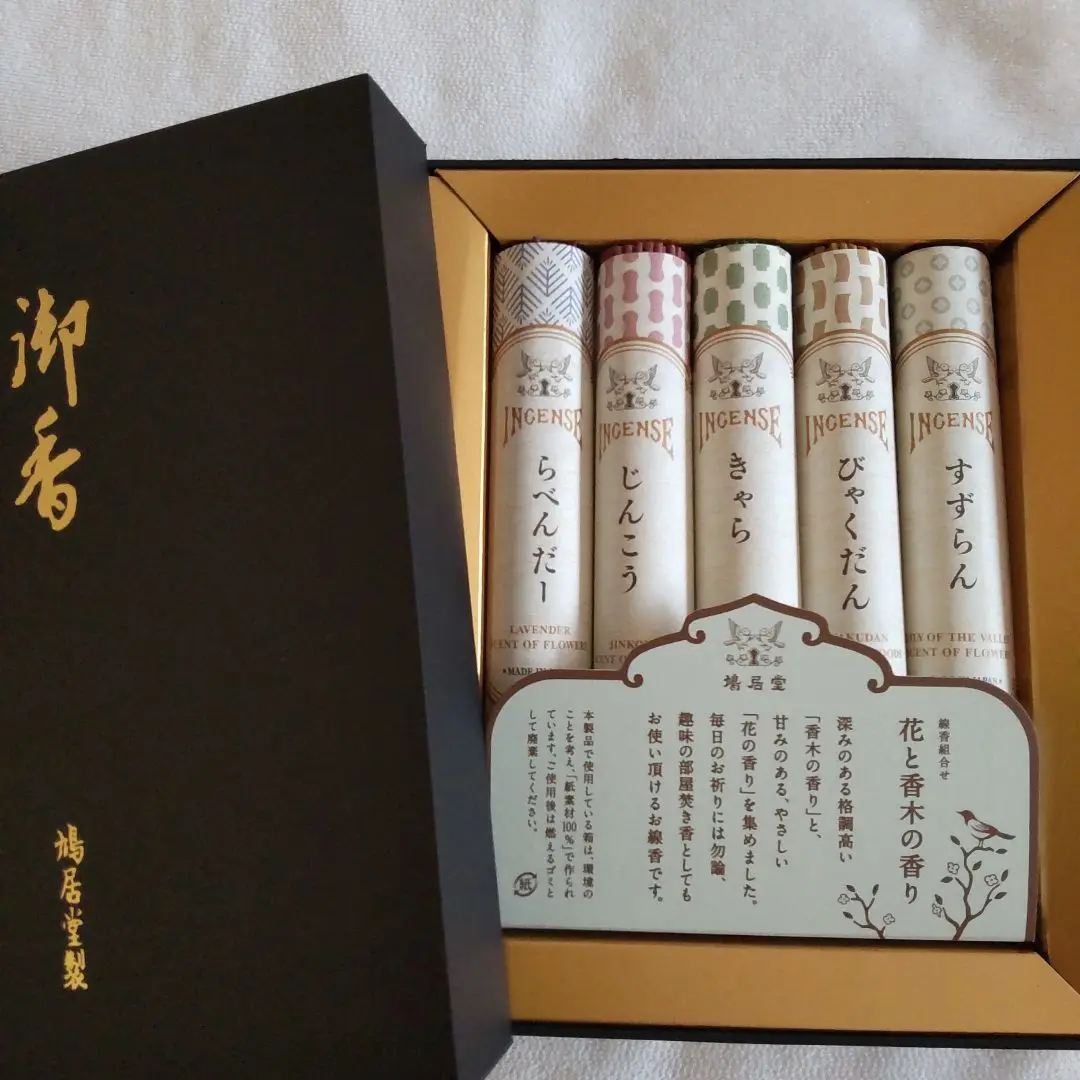 御香
鳩居堂製
INCENSE
らべんだー
LAVENDER
SCENT OF FLOWER
INCENSE
じんこう
INCENSE
きゃら
INCENSE
びゃくだん
INCENSE
すずらん
SCENT OF FLOWER
鳩居堂
線香組合せ
花と香木の香り
深みのある格調高い
「香木の香り」と、
甘みのある、やさしい
「花の香り」を集めました。
毎日のお祈りには勿論、
趣味の部屋焚き香としても
お使い頂けるお線香です。
本製品で使用している箱は、環境の
ことを考え、「紙素材100%」で作られ
ています。ご使用後は燃えるゴミと
して廃棄してください。
紙